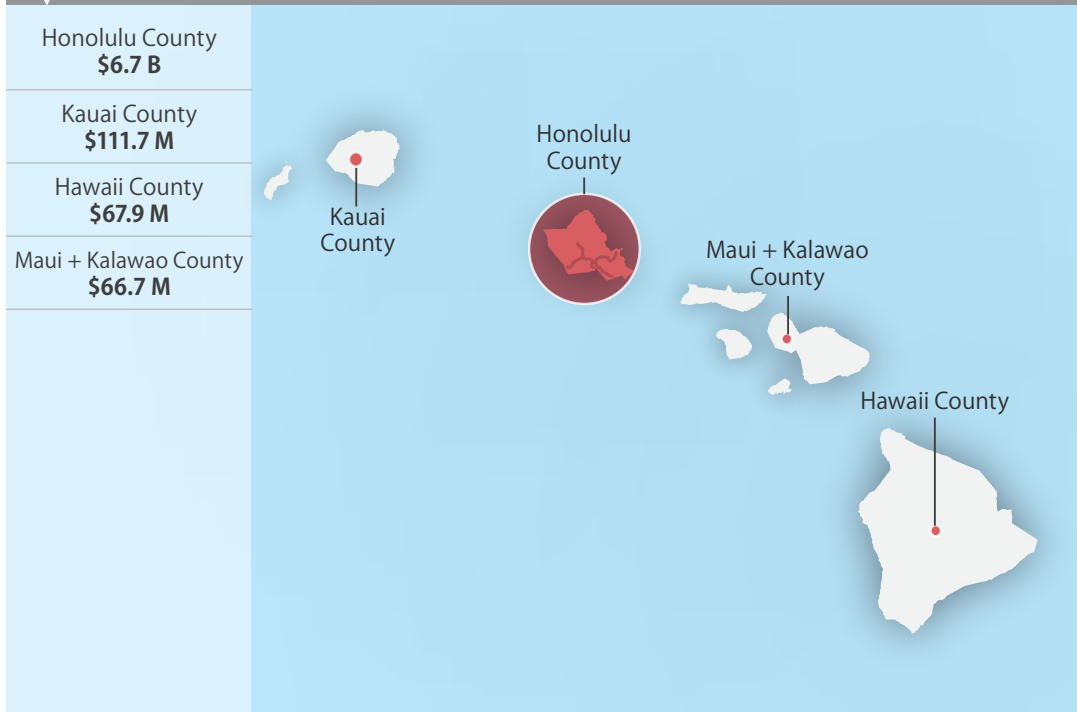 Honolulu County
$6.7 B
Kauai County
$111.7 M
Hawaii County
$67.9 M
Maui + Kalawao County
$66.7 M
Kauai
County
Honolulu
County
Maui + Kalawao
County
Hawaii County